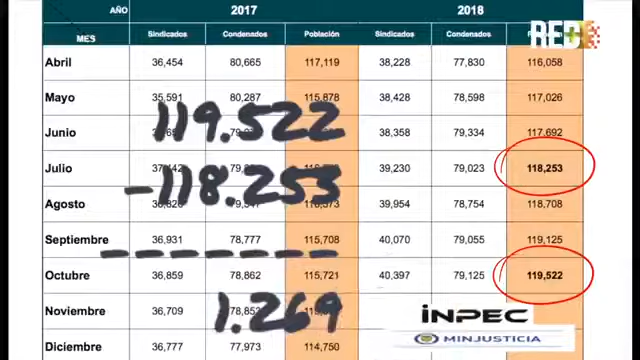 AÑO 2017 2018 RED+
MES Sindicados Condenados Población Sindicados Condenados
Abril 36,454 80,665 117,119 38,228 77,830 116,058
Mayo 35,591 80,287 115,878 38,428 78,598 117,026
119.522
Junio 38,358 79,334 117,692
Julio 39,230 79,023 118,253
-118.253
Agosto 39,954 78,754 118,708
Septiembre 36,931 78,777 115,708 40,070 79,055 119,125
Octubre 36,859 78,862 115,721 40,397 79,125 119,522
Noviembre 36,709
1.269
INPEC
MINJUSTICIA
Diciembre 36,777 77,973 114,750